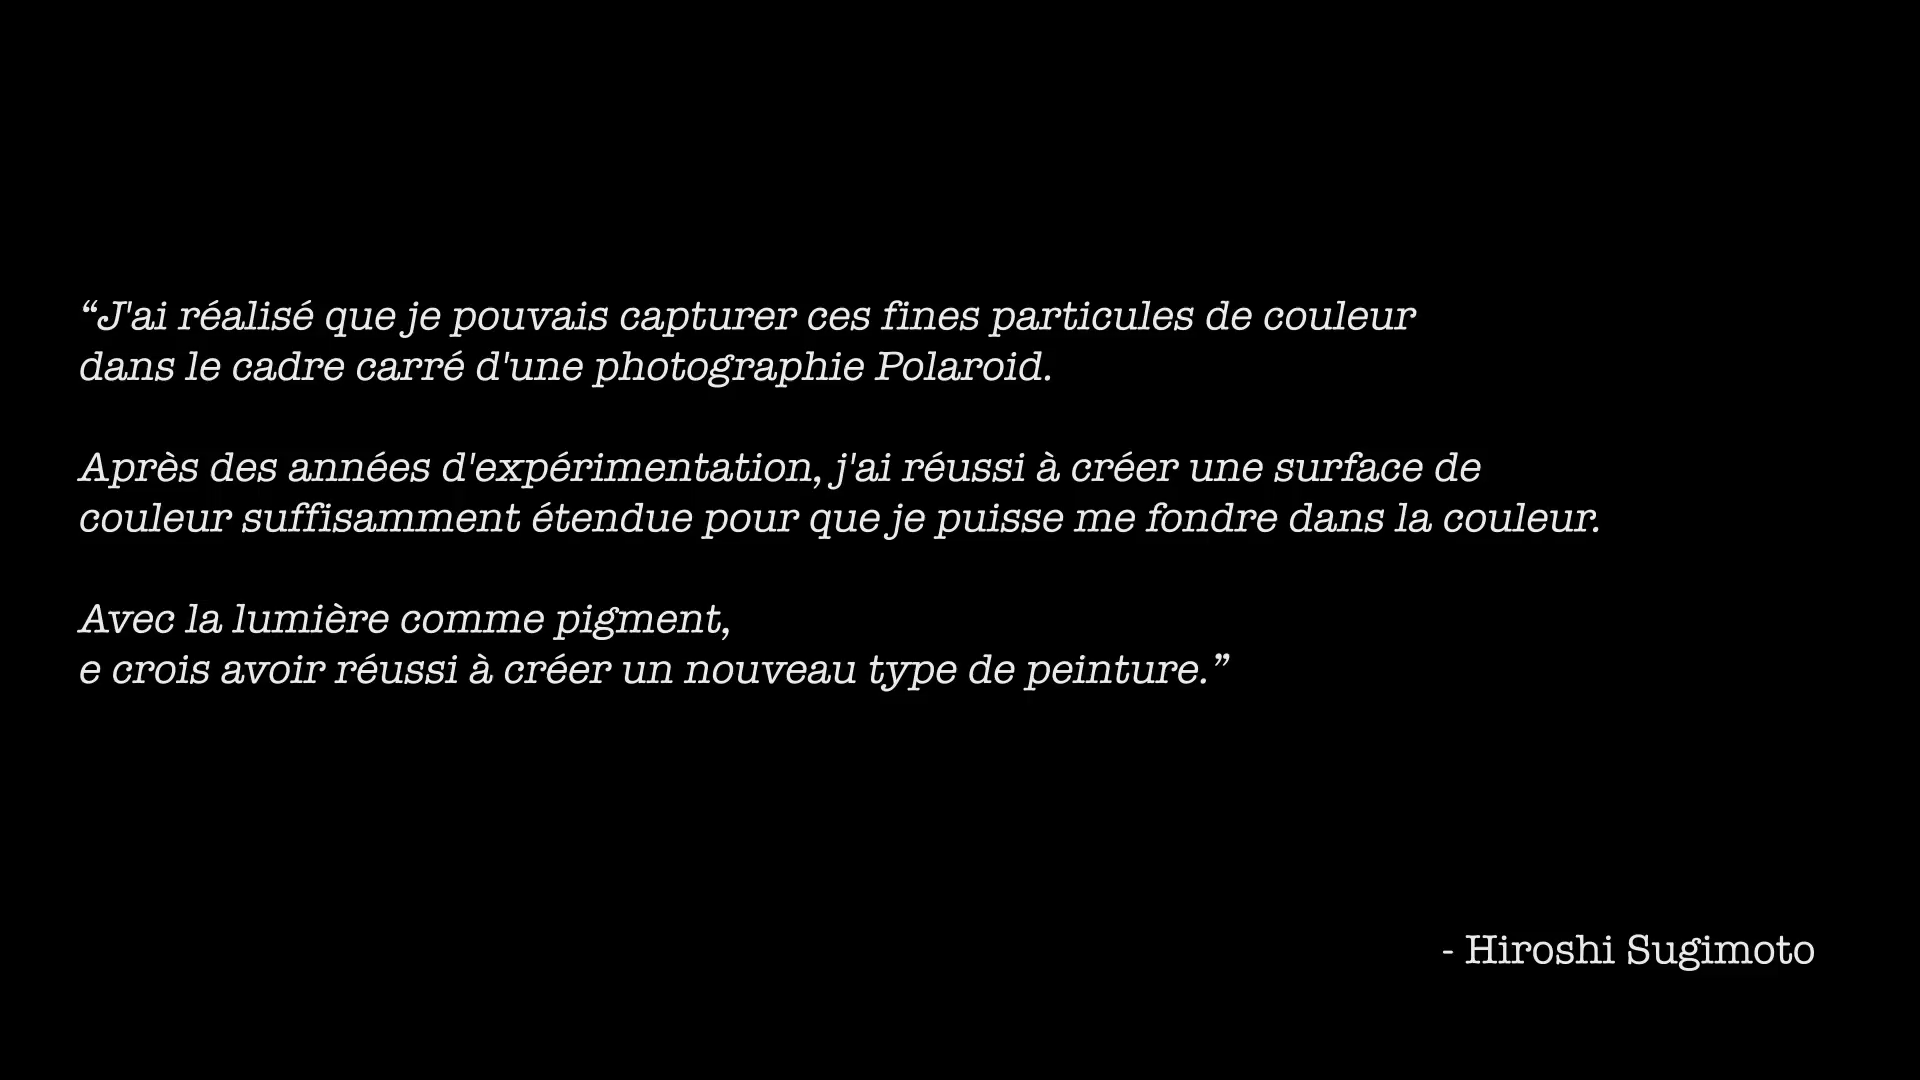 “J'ai réalisé que je pouvais capturer ces fines particules de couleur
dans le cadre carré d'une photographie Polaroid.
Après des années d'expérimentation, j'ai réussi à créer une surface de
couleur suffisamment étendue pour que je puisse me fondre dans la couleur.
Avec la lumière comme pigment,
e crois avoir réussi à créer un nouveau type de peinture.”
- Hiroshi Sugimoto